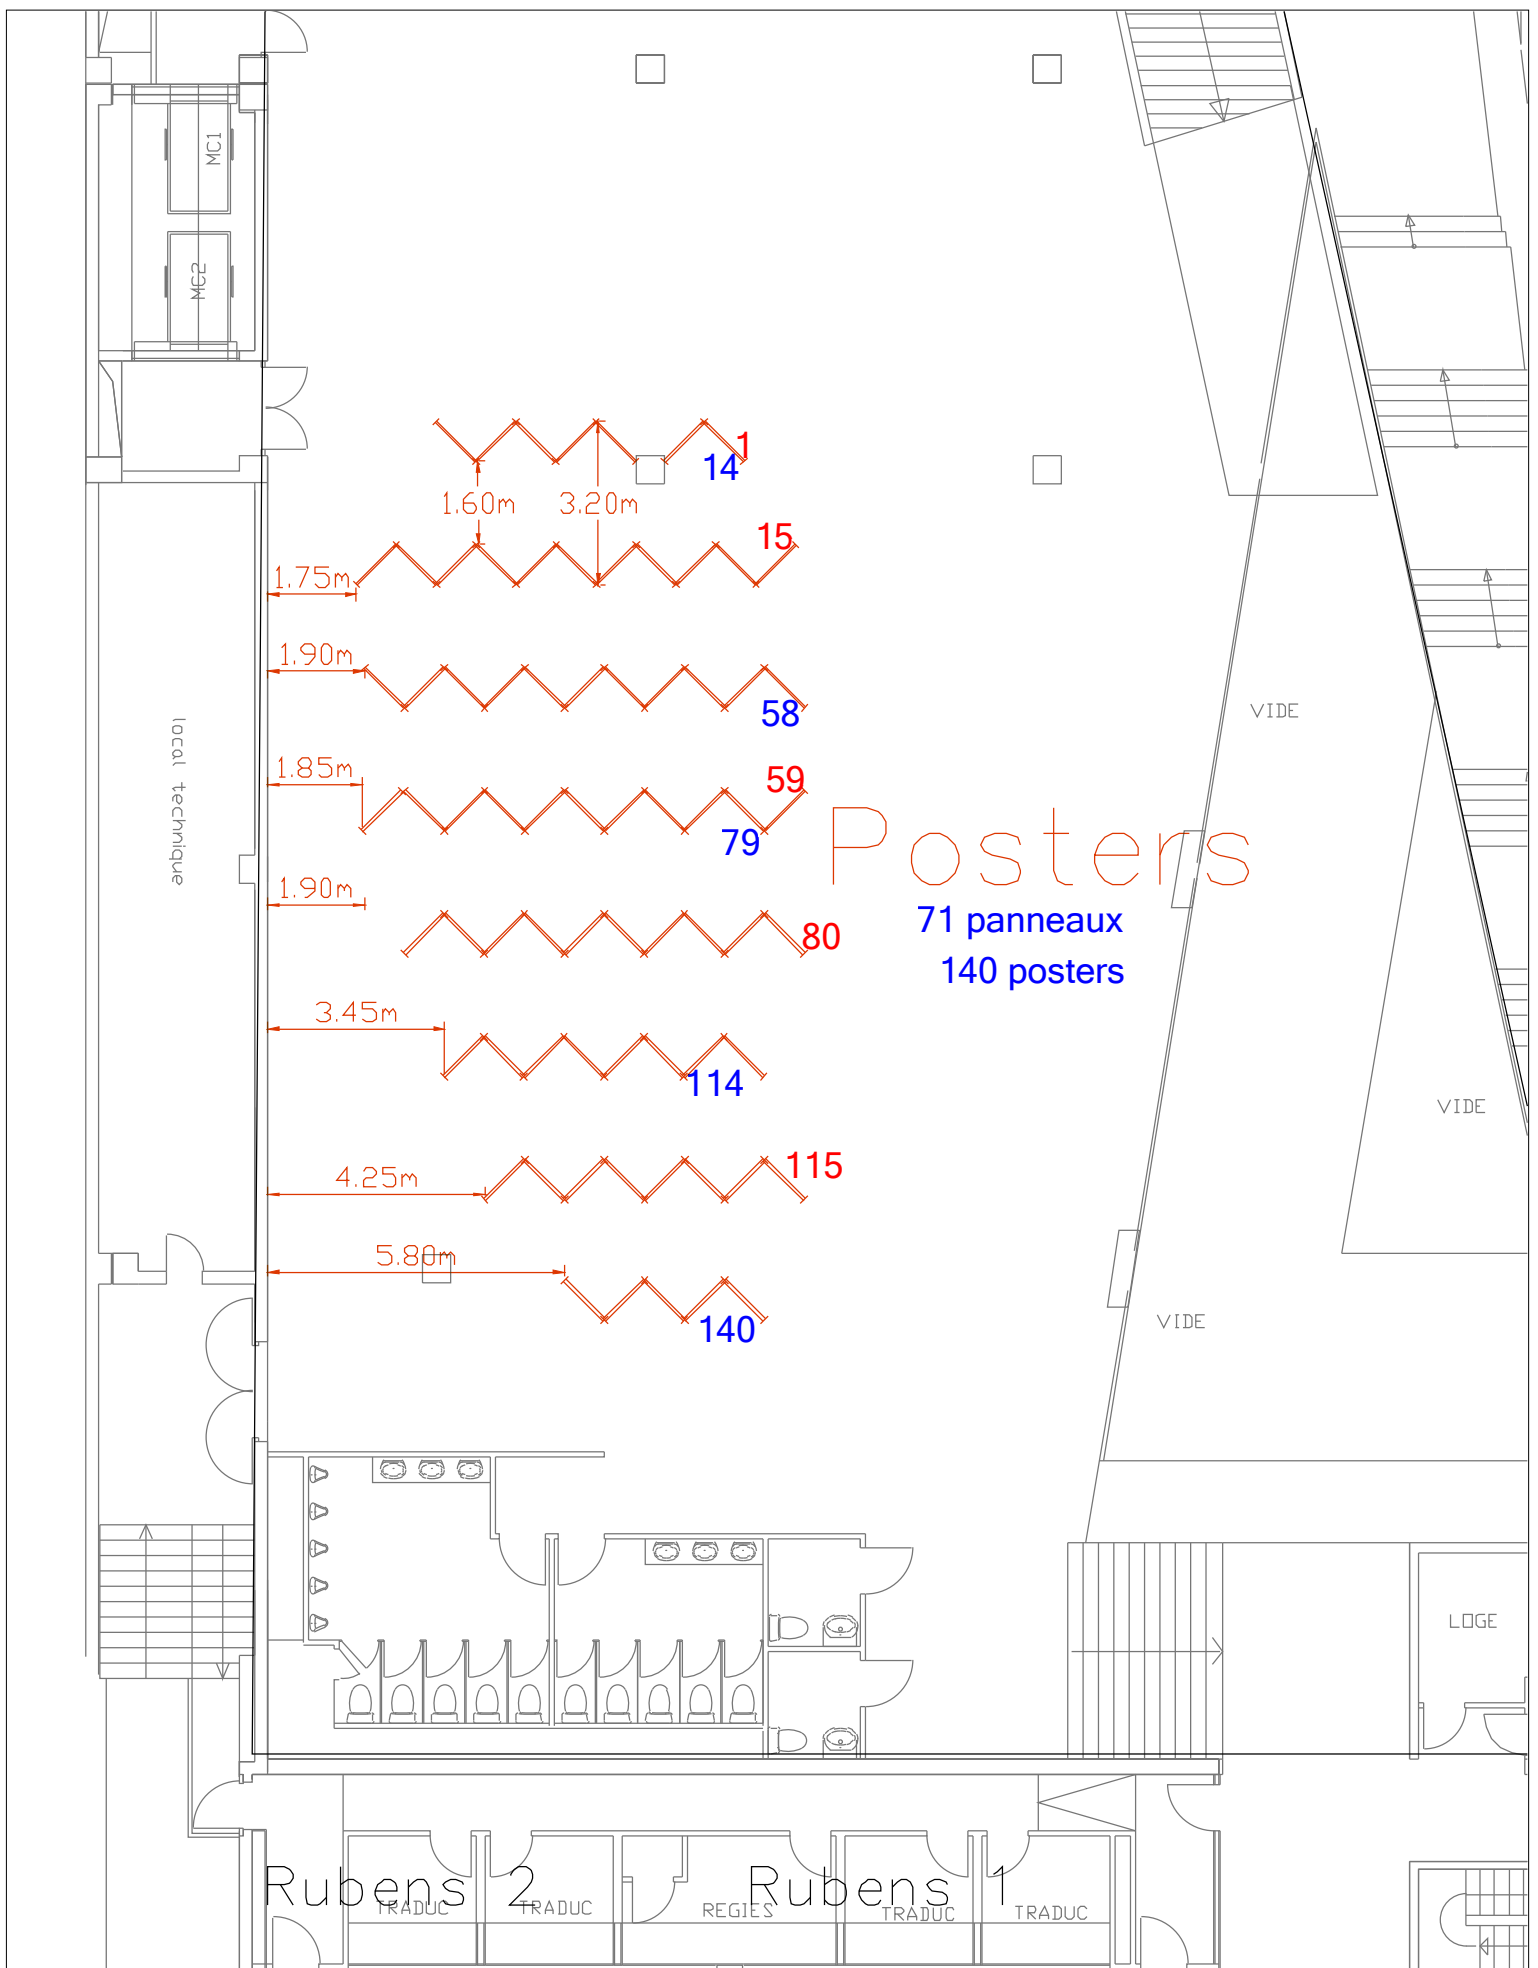 MC1
MC2
1
14
1.60m
3.20m
15
1.75m
1.90m
58
VIDE
local technique
1.85m
59
79
Posters
1.90m
71 panneaux
80
140 posters
3.45m
114
VIDE
115
4.25m
5.80m
140
VIDE
LOGE
Rubens 2
Rubens 1
TRADUC
TRADUC
REGIES
TRADUC
TRADUC